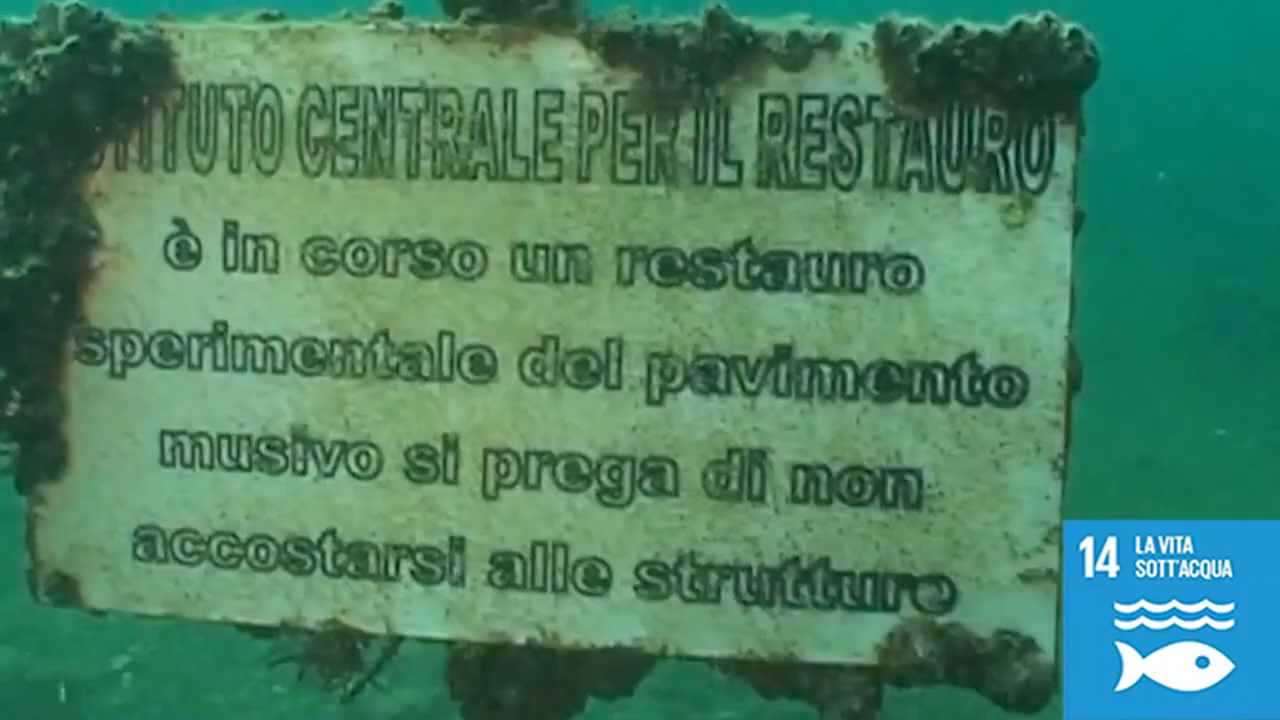 ISTITUTO CENTRALE PER IL RESTAURO
è in corso un restauro
sperimentale del pavimento
musivo si prega di non
accostarsi alle strutture
14 LA VITA
SOTT'ACQUA